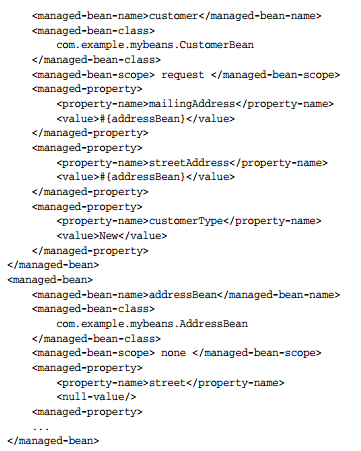 <managed-bean-name>customer</managed-bean-name>
<managed-bean-class>
com.example.mybeans.CustomerBean
</managed-bean-class>
<managed-bean-scope> request </managed-bean-scope>
<managed-property>
<property-name>mailingAddress</property-name>
<value>#{addressBean}</value>
</managed-property>
<managed-property>
<property-name>streetAddress</property-name>
<value>#{addressBean}</value>
</managed-property>
<managed-property>
<property-name>customerType</property-name>
<value>New</value>
</managed-property>
</managed-bean>
<managed-bean>
<managed-bean-name>addressBean</managed-bean-name>
<managed-bean-class>
com.example.mybeans.AddressBean
</managed-bean-class>
<managed-bean-scope> none </managed-bean-scope>
<managed-property>
<property-name>street</property-name>
<null-value/>
<managed-property>
...
</managed-bean>